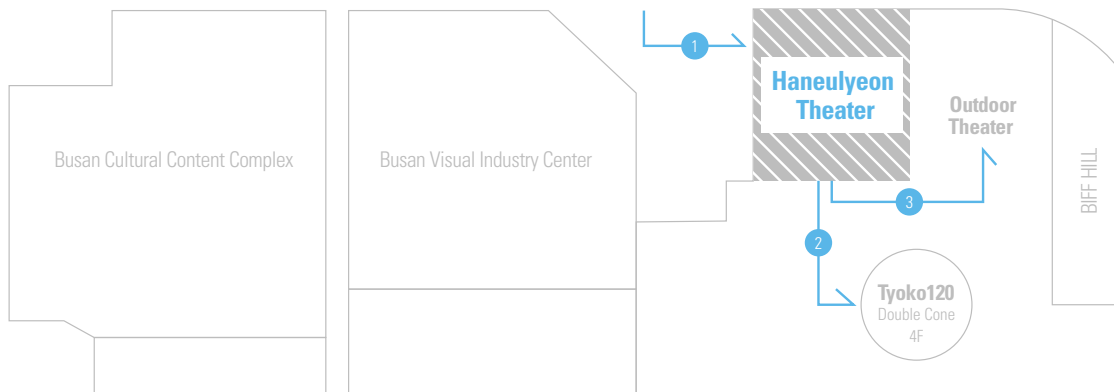 1
Haneulyeon
Theater
Outdoor
Theater
Busan Cultural Content Complex
Busan Visual Industry Center
BIFF HILL
3
2
Tyoko120
Double Cone
4F